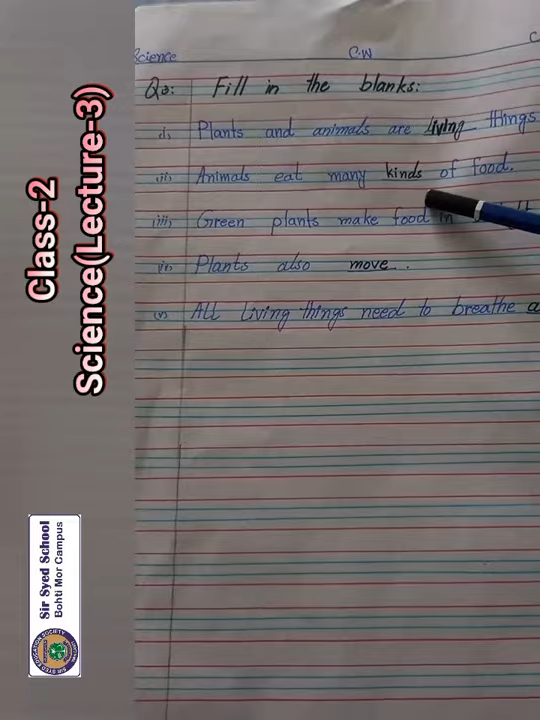 Class-2
Science(Lecture-3)
Sir Syed School
Bohti Mor Campus
Science C.W C
Q3: Fill in the blanks:
i) Plants and animals are living things
ii) Animals eat many kinds of food.
iii) Green plants make food in
iv) Plants also move.
v) All living things need to breathe a